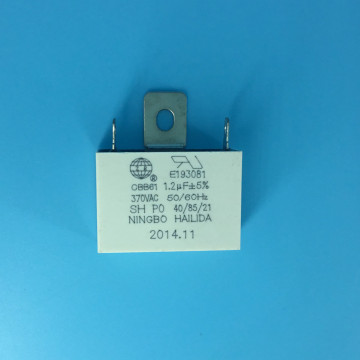 ®
E193081
CBB61 1.2μF±5%
370VAC 50/60Hz
SH P0 40/85/21
NINGBO HAILIDA
2014.11